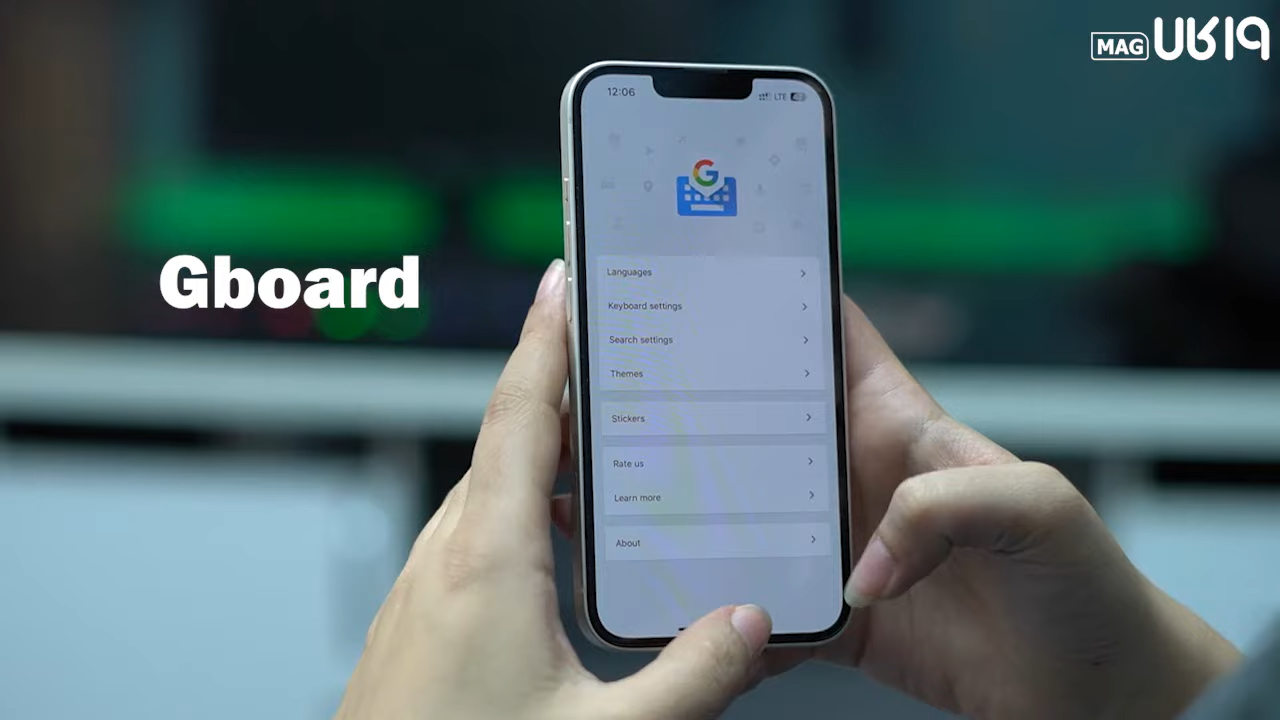 MAG
12:06
LTE
Gboard
Languages
Keyboard settings
Search settings
Themes
Stickers
Rate us
Learn more
About